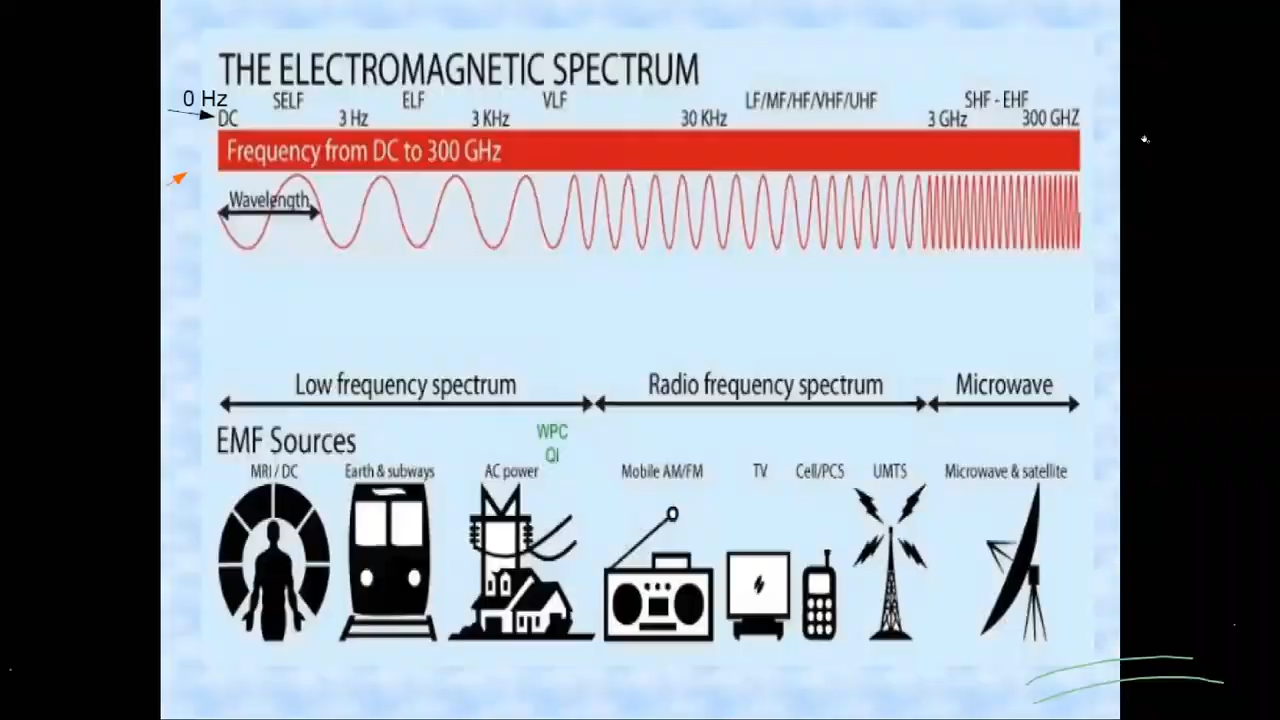 THE ELECTROMAGNETIC SPECTRUM
0 Hz SELF ELF VLF LF/MF/HF/VHF/UHF SHF - EHF
DC 3 Hz 3 KHz 30 KHz 3 GHz 300 GHZ
Frequency from DC to 300 GHz
Wavelength
Low frequency spectrum Radio frequency spectrum Microwave
EMF Sources WPC
QI
MRI / DC Earth & subways AC power Mobile AM/FM TV Cell/PCS UMTS Microwave & satellite